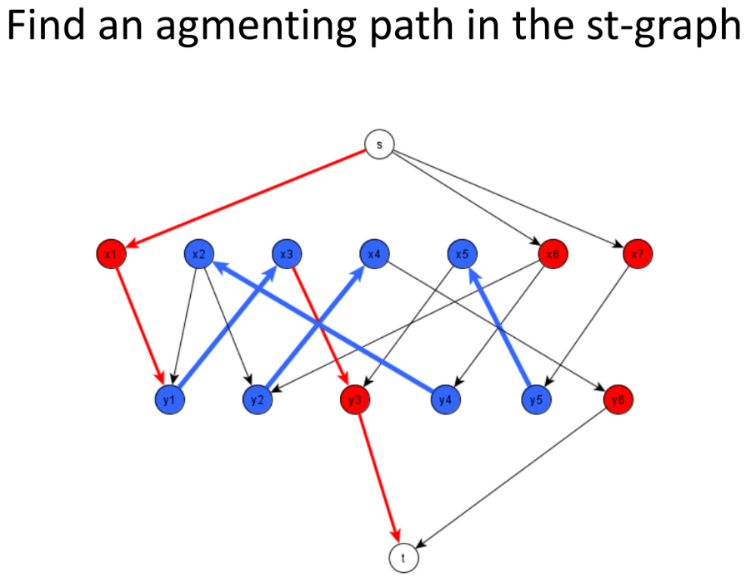 Find an agmenting path in the st-graph
s
x1 x2 x3 x4 x5 x6 x7
y1 y2 y3 y4 y5 y6
t